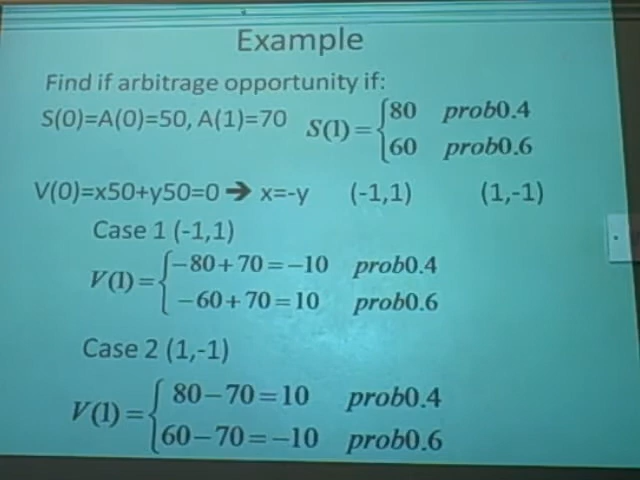 Example
Find if arbitrage opportunity if:
S(0)=A(0)=50, A(1)=70 S(1)= { 80 prob0.4
60 prob0.6
V(0)=x50+y50=0 → x=-y (-1,1) (1,-1)
Case 1 (-1,1)
V(1)= { −80+70=−10 prob0.4
−60+70=10 prob0.6
Case 2 (1,-1)
V(1)= { 80−70=10 prob0.4
60−70=−10 prob0.6